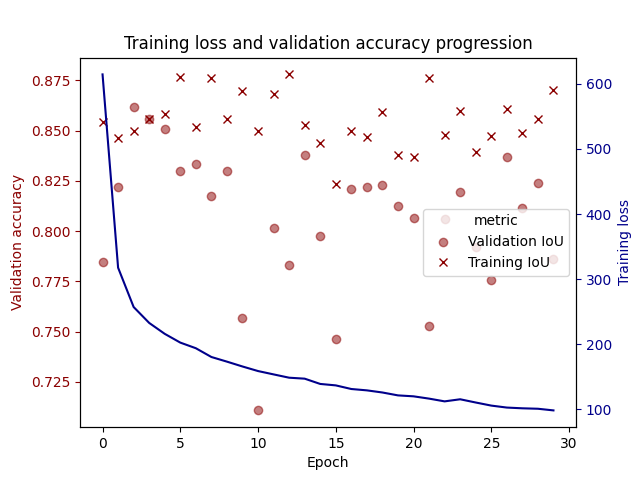 Training loss and validation accuracy progression
0.875
0.850
0.825
0.800
0.775
0.750
0.725
Validation accuracy
600
500
400
300
200
100
Training loss
metric
Validation IoU
Training IoU
0
5
10
15
20
25
30
Epoch